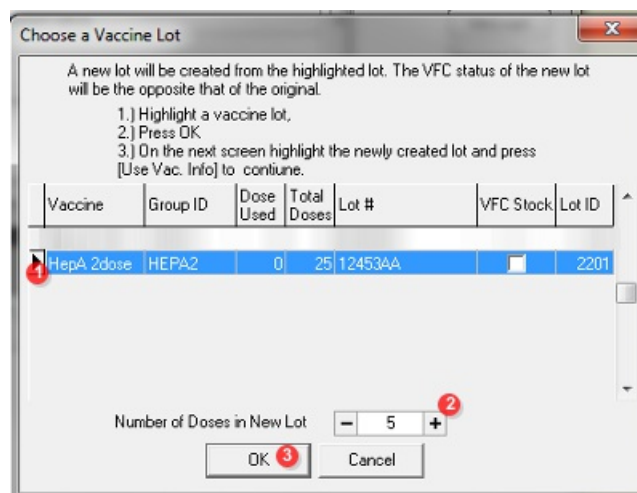 Choose a Vaccine Lot
A new lot will be created from the highlighted lot. The VFC status of the new lot
will be the opposite that of the original.
1.) Highlight a vaccine lot,
2.) Press OK
3.) On the next screen highlight the newly created lot and press
[Use Vac. Info] to contiune.
Vaccine Group ID Dose Used Total Doses Lot # VFC Stock Lot ID
1 HepA 2dose HEPA2 0 25 12453AA 2201
Number of Doses in New Lot − 5 + 2
OK 3 Cancel